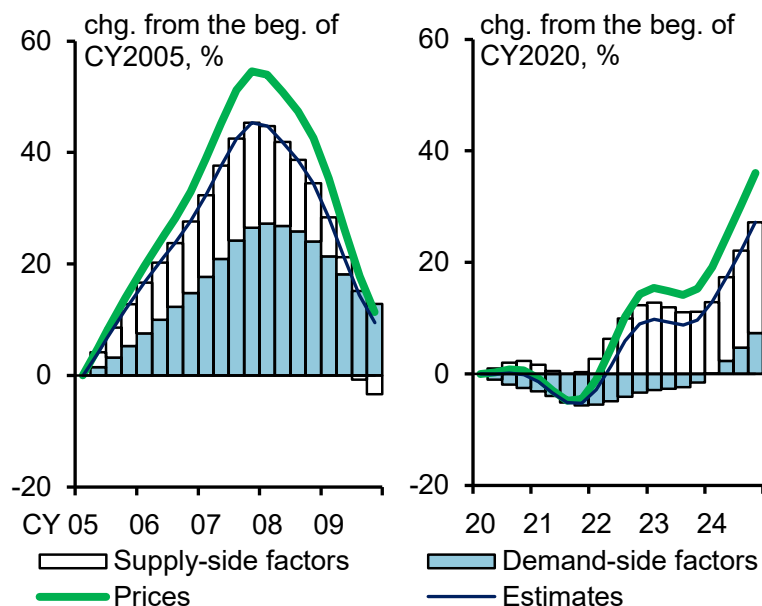 chg. from the beg. of
CY2005, %
60
40
20
0
-20
CY 05 06 07 08 09
chg. from the beg. of
CY2020, %
60
40
20
0
-20
20 21 22 23 24
Supply-side factors
Demand-side factors
Prices
Estimates